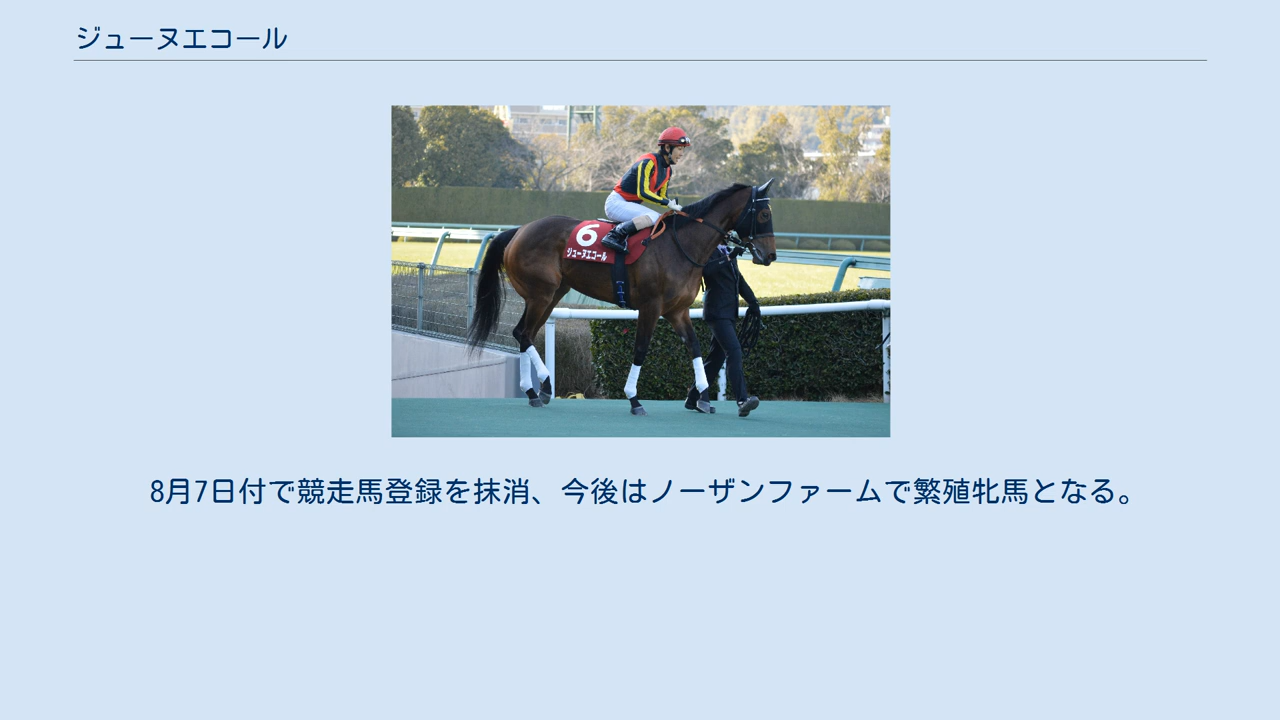 ジューヌエコール
6
ジューヌエコール
8月7日付で競走馬登録を抹消、今後はノーザンファームで繁殖牝馬となる。